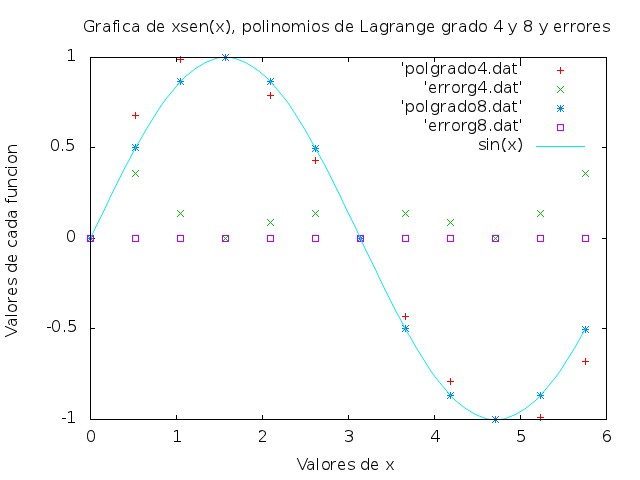 Grafica de xsen(x), polinomios de Lagrange grado 4 y 8 y errores
'polgrado4.dat'
'errorg4.dat'
'polgrado8.dat'
'errorg8.dat'
sin(x)
1
0.5
0
-0.5
-1
0 1 2 3 4 5 6
Valores de cada funcion
Valores de x